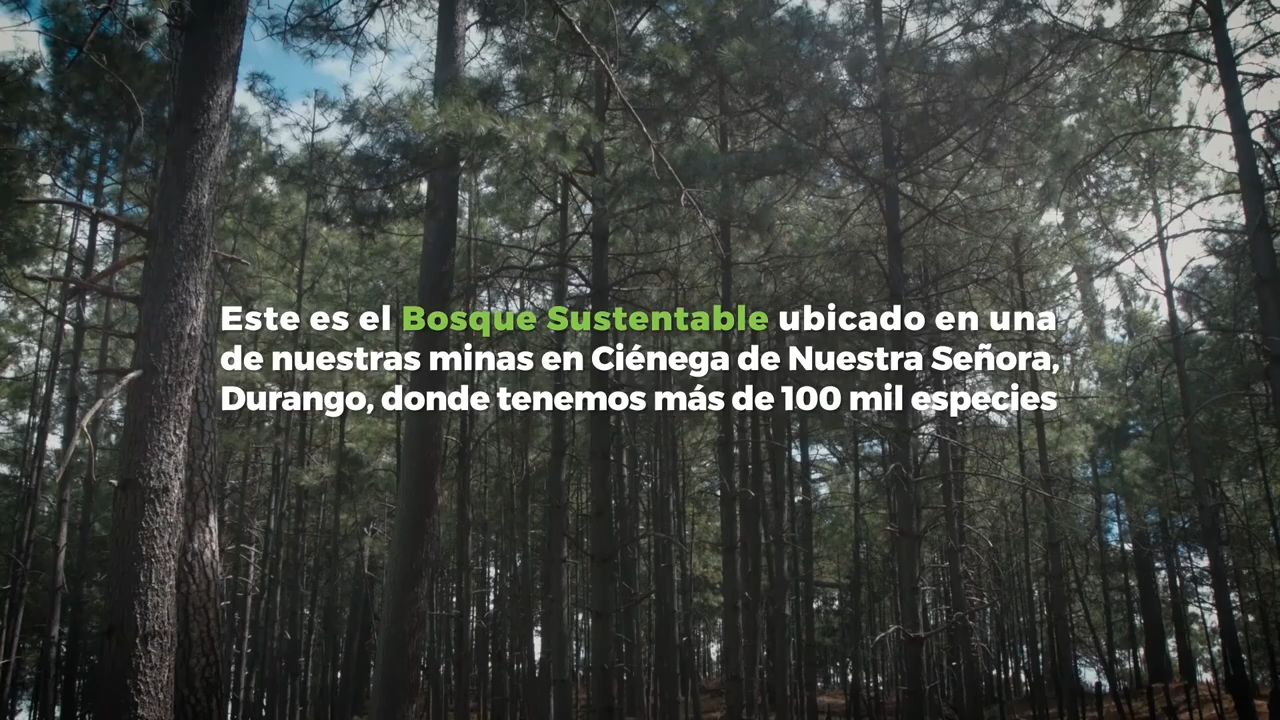 Este es el Bosque Sustentable ubicado en una
de nuestras minas en Ciénega de Nuestra Señora,
Durango, donde tenemos más de 100 mil especies